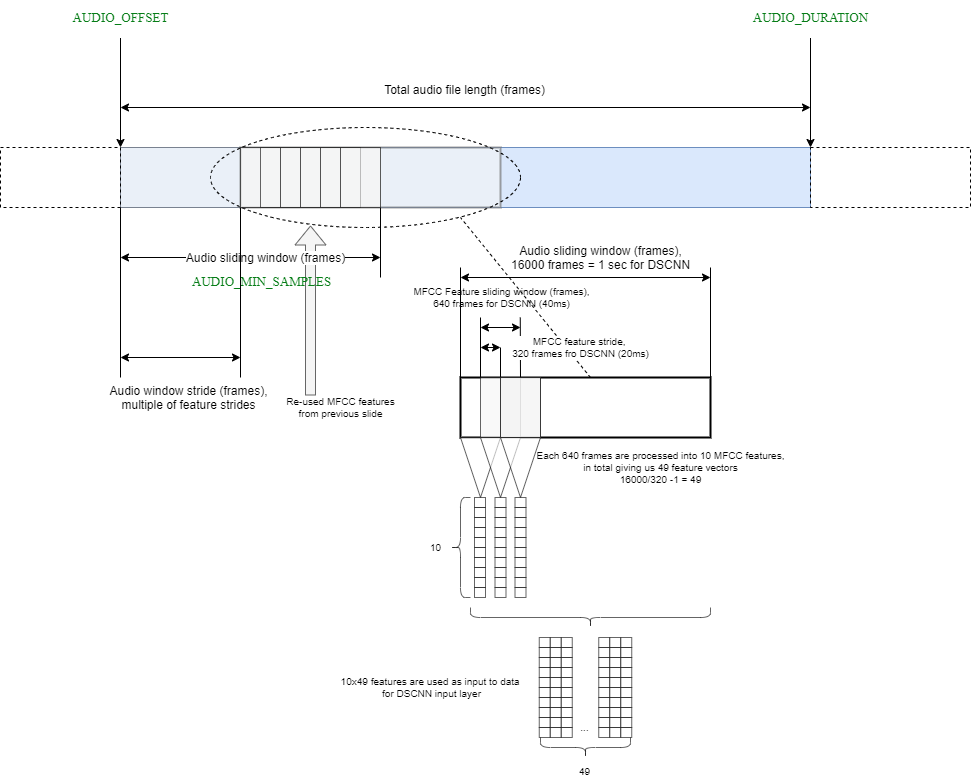 AUDIO_OFFSET
AUDIO_DURATION
Total audio file length (frames)
Audio sliding window (frames)
AUDIO_MIN_SAMPLES
Audio sliding window (frames),
16000 frames = 1 sec for DSCNN
MFCC Feature sliding window (frames),
640 frames for DSCNN (40ms)
MFCC feature stride,
320 frames fro DSCNN (20ms)
Audio window stride (frames),
multiple of feature strides
Re-used MFCC features
from previous slide
Each 640 frames are processed into 10 MFCC features,
in total giving us 49 feature vectors
16000/320 -1 = 49
10
10x49 features are used as input to data
for DSCNN input layer
...
49